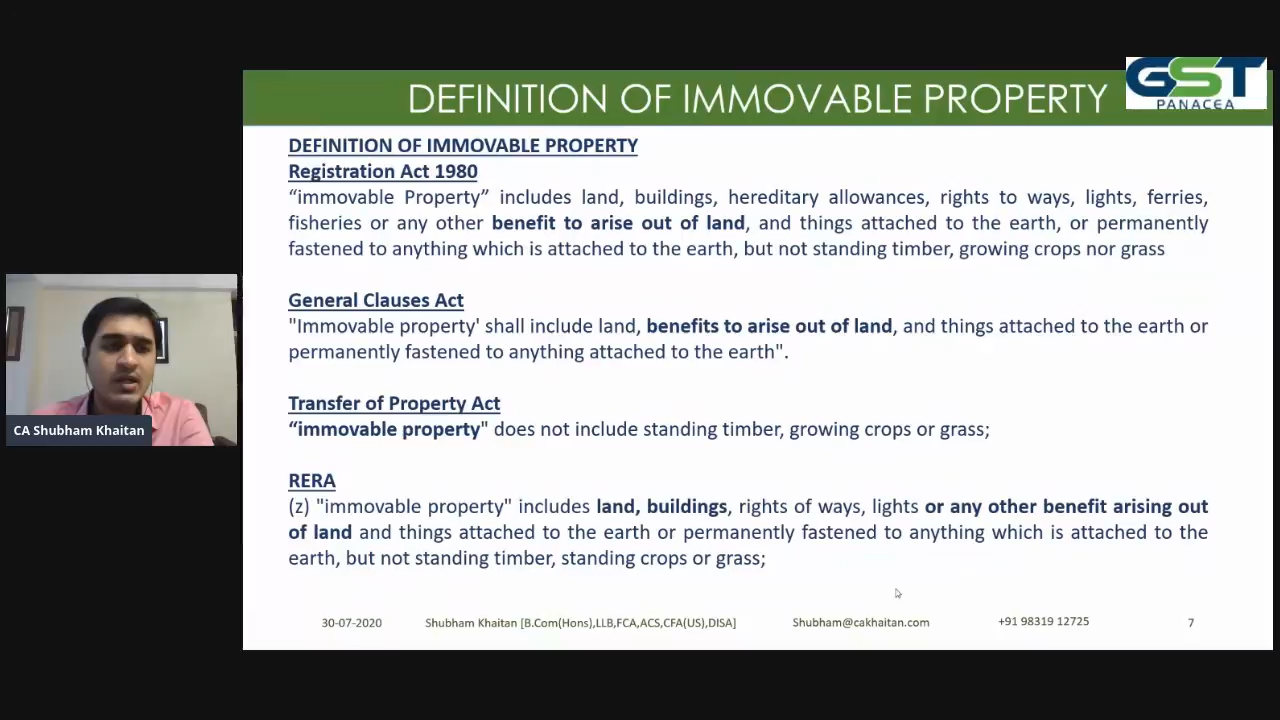 DEFINITION OF IMMOVABLE PROPERTY
GST
PANACEA
DEFINITION OF IMMOVABLE PROPERTY
Registration Act 1980
“immovable Property” includes land, buildings, hereditary allowances, rights to ways, lights, ferries,
fisheries or any other benefit to arise out of land, and things attached to the earth, or permanently
fastened to anything which is attached to the earth, but not standing timber, growing crops nor grass
General Clauses Act
"Immovable property' shall include land, benefits to arise out of land, and things attached to the earth or
permanently fastened to anything attached to the earth".
Transfer of Property Act
“immovable property" does not include standing timber, growing crops or grass;
RERA
(z) "immovable property" includes land, buildings, rights of ways, lights or any other benefit arising out
of land and things attached to the earth or permanently fastened to anything which is attached to the
earth, but not standing timber, standing crops or grass;
CA Shubham Khaitan
30-07-2020 Shubham Khaitan [B.Com(Hons),LLB,FCA,ACS,CFA(US),DISA] Shubham@cakhaitan.com +91 98319 12725 7